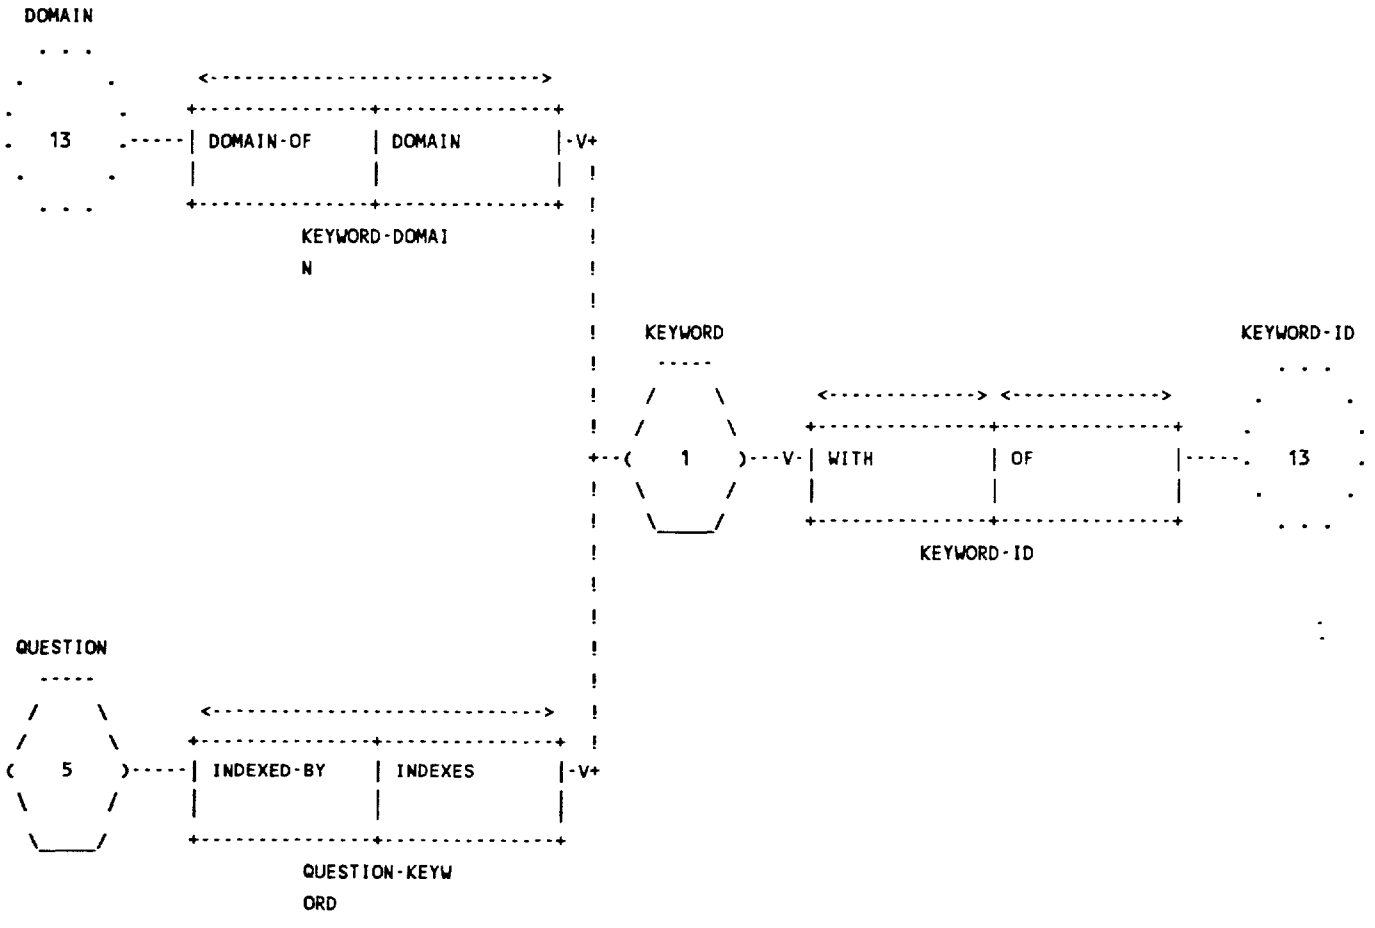 DOMAIN
13
DOMAIN-OF DOMAIN
V
KEYWORD-DOMAI
N
KEYWORD
KEYWORD-ID
1
V
WITH OF
13
KEYWORD-ID
QUESTION
5
INDEXED-BY INDEXES
V
QUESTION-KEYW
ORD